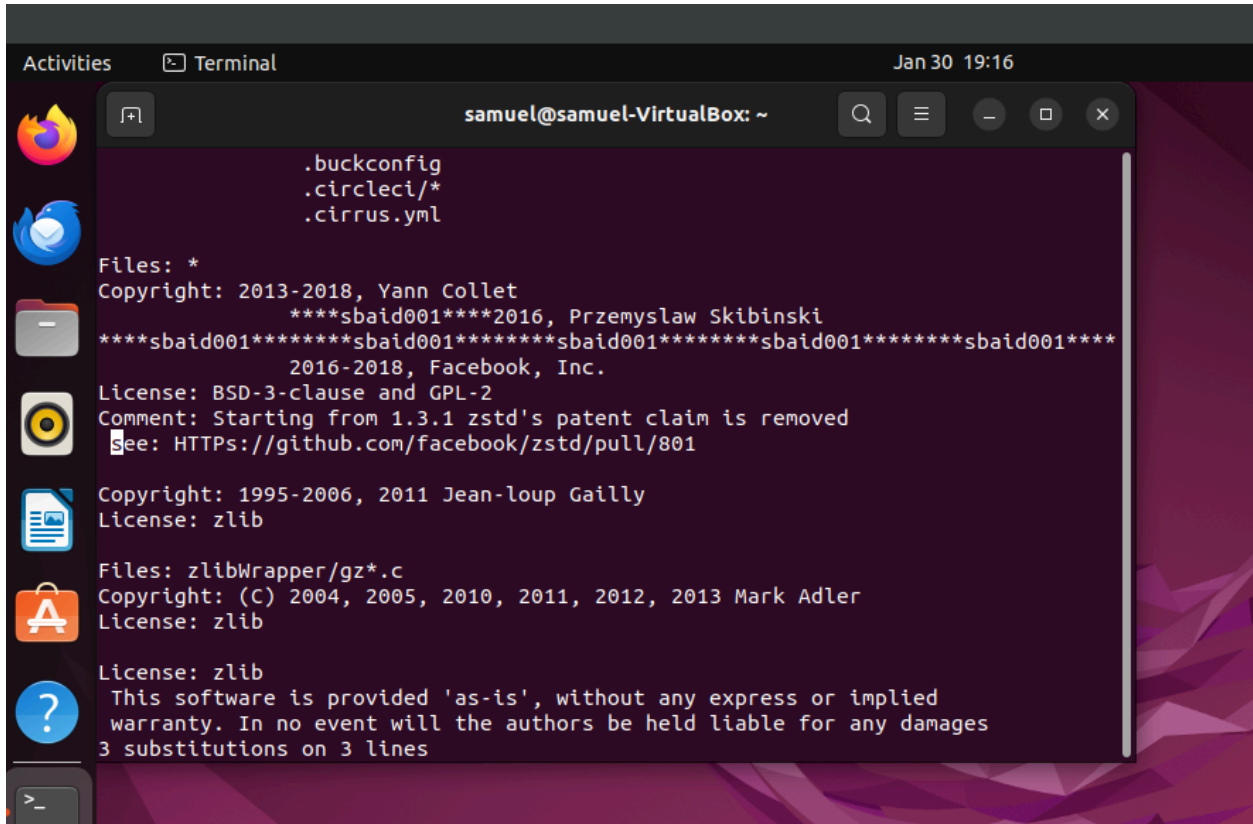 Activities
Terminal
Jan 30 19:16
samuel@samuel-VirtualBox: ~
.buckconfig
.circleci/*
.cirrus.yml
Files: *
Copyright: 2013-2018, Yann Collet
****sbaid001****2016, Przemyslaw Skibinski
****sbaid001********sbaid001********sbaid001********sbaid001********sbaid001****
2016-2018, Facebook, Inc.
License: BSD-3-clause and GPL-2
Comment: Starting from 1.3.1 zstd's patent claim is removed
see: HTTPs://github.com/facebook/zstd/pull/801
Copyright: 1995-2006, 2011 Jean-loup Gailly
License: zlib
Files: zlibWrapper/gz*.c
Copyright: (C) 2004, 2005, 2010, 2011, 2012, 2013 Mark Adler
License: zlib
License: zlib
This software is provided 'as-is', without any express or implied
warranty. In no event will the authors be held liable for any damages
3 substitutions on 3 lines